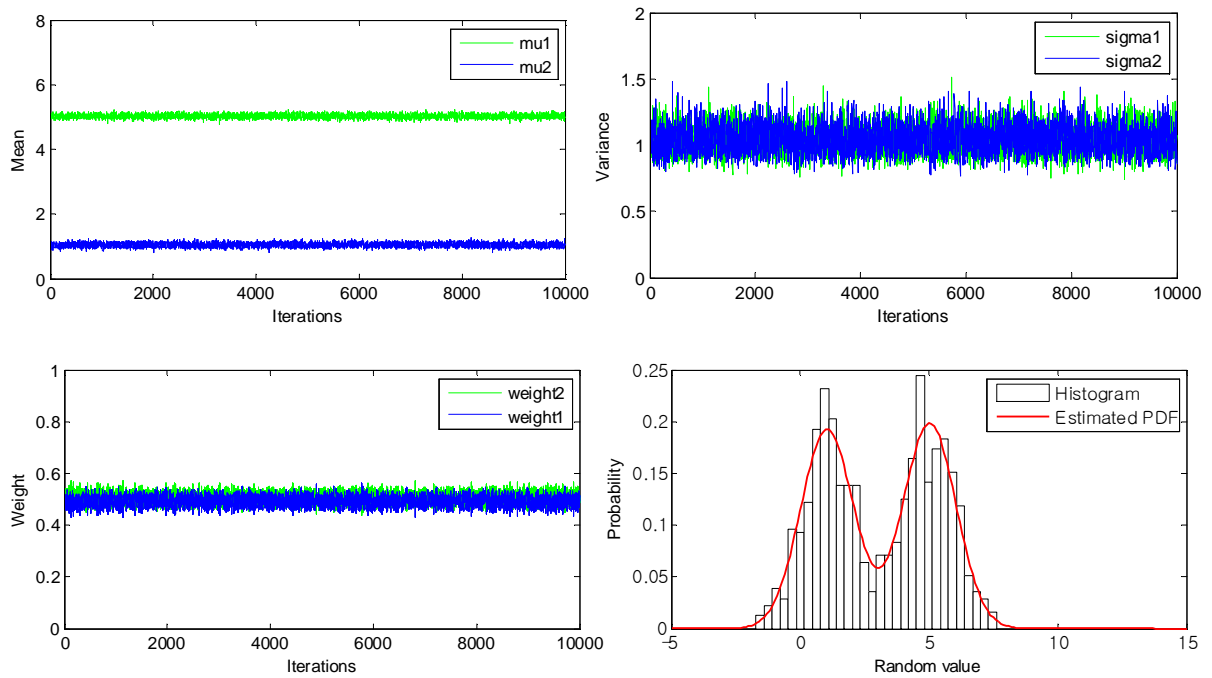 8
6
4
2
0
Mean
mu1
mu2
0 2000 4000 6000 8000 10000
Iterations
2
1.5
1
0.5
0
Variance
sigma1
sigma2
0 2000 4000 6000 8000 10000
Iterations
1
0.8
0.6
0.4
0.2
0
Weight
weight2
weight1
0 2000 4000 6000 8000 10000
Iterations
0.25
0.2
0.15
0.1
0.05
0
Probability
Histogram
Estimated PDF
−5 0 5 10 15
Random value